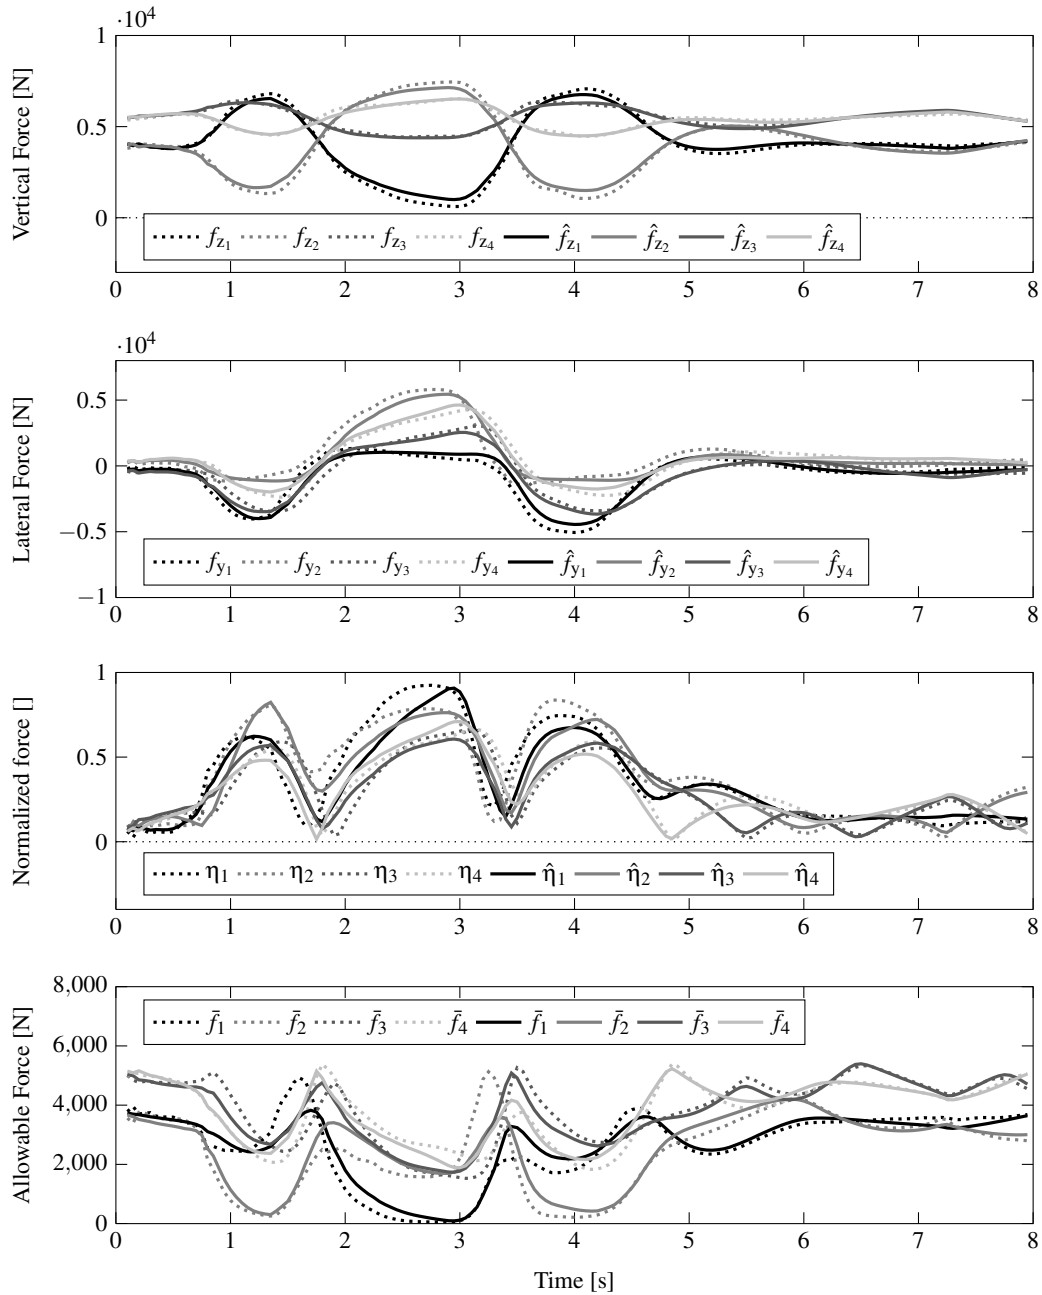 ·10⁴
1
0.5
0
Vertical Force [N]
f_z₁ f_z₂ f_z₃ f_z₄ f̂_z₁ f̂_z₂ f̂_z₃ f̂_z₄
0 1 2 3 4 5 6 7 8
·10⁴
0.5
0
−0.5
−1
Lateral Force [N]
f_y₁ f_y₂ f_y₃ f_y₄ f̂_y₁ f̂_y₂ f̂_y₃ f̂_y₄
0 1 2 3 4 5 6 7 8
1
0.5
0
Normalized force []
η₁ η₂ η₃ η₄ η̂₁ η̂₂ η̂₃ η̂₄
0 1 2 3 4 5 6 7 8
8,000
6,000
4,000
2,000
0
Allowable Force [N]
f̄₁ f̄₂ f̄₃ f̄₄ f̄₁ f̄₂ f̄₃ f̄₄
0 1 2 3 4 5 6 7 8
Time [s]